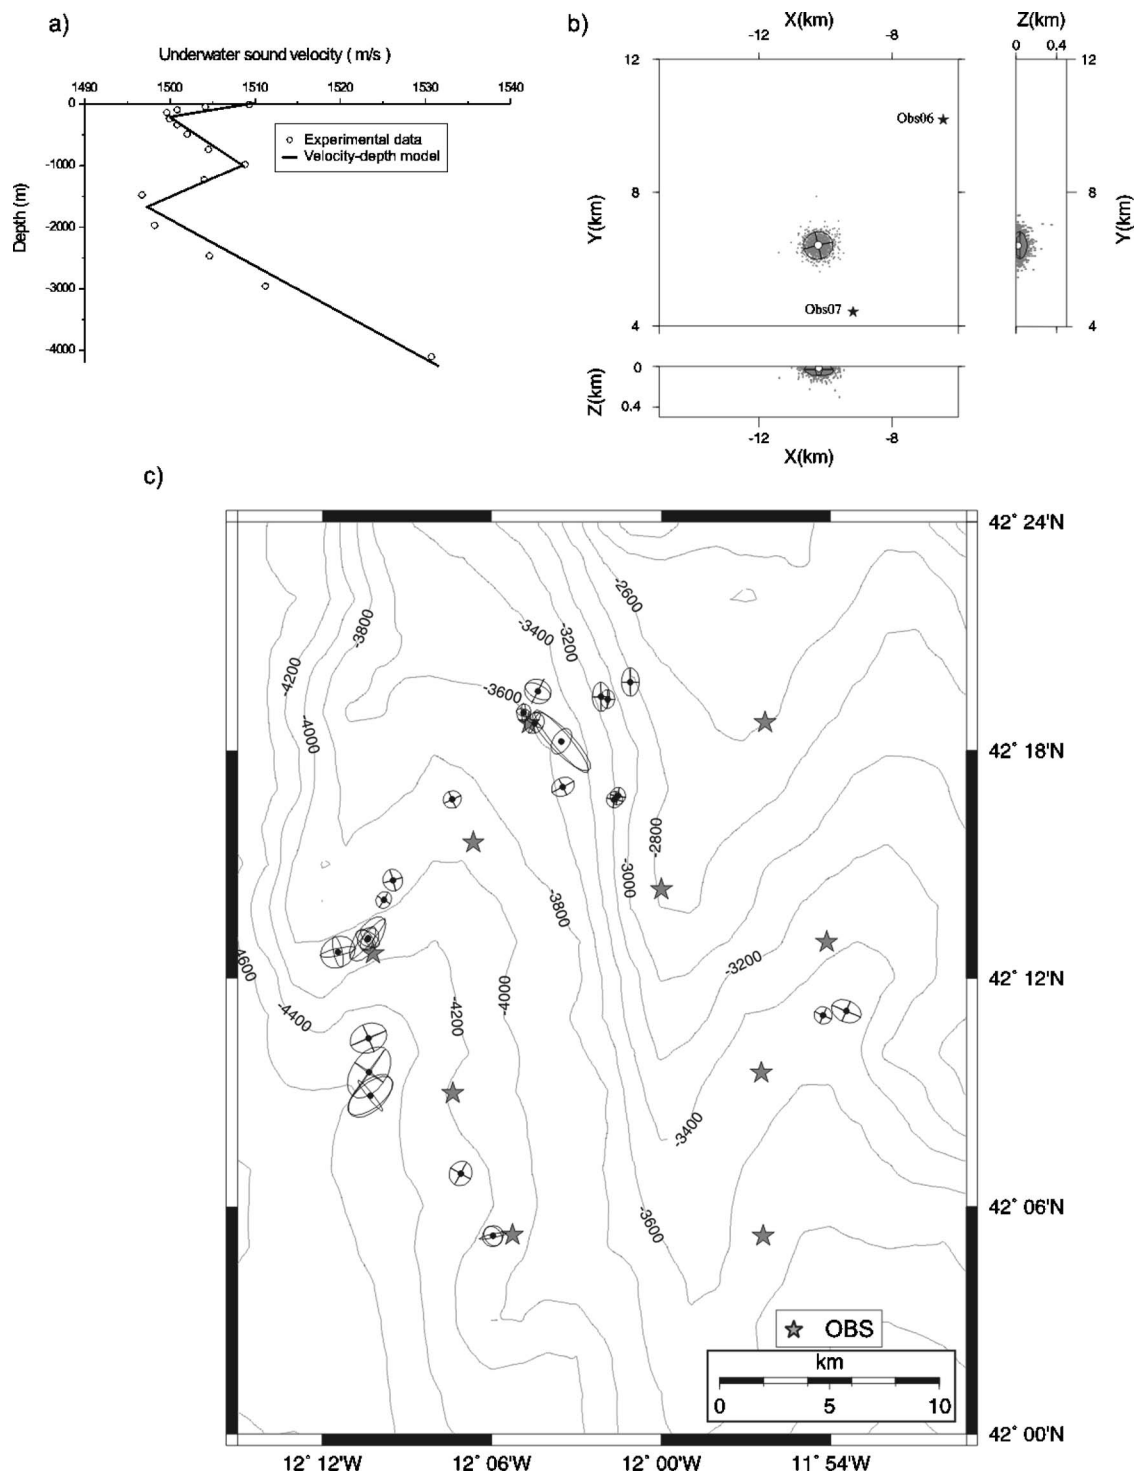 a)
Underwater sound velocity ( m/s )
1490 1500 1510 1520 1530 1540
0
-1000
-2000
-3000
-4000
Depth (m)
Experimental data
Velocity-depth model
b)
X(km)
-12 -8
Z(km)
0 0.4
12
8
4
Y(km)
Obs06
Obs07
12
8
4
Y(km)
0
0.4
Z(km)
-12 -8
X(km)
c)
42° 24'N
42° 18'N
42° 12'N
42° 06'N
42° 00'N
-2600
-3400
-3200
-3800
-4200
-3600
-4000
-2800
-3000
-3800
-3200
-4600
-4000
-4400
-4200
-3400
-3600
OBS
km
0 5 10
12° 12'W 12° 06'W 12° 00'W 11° 54'W